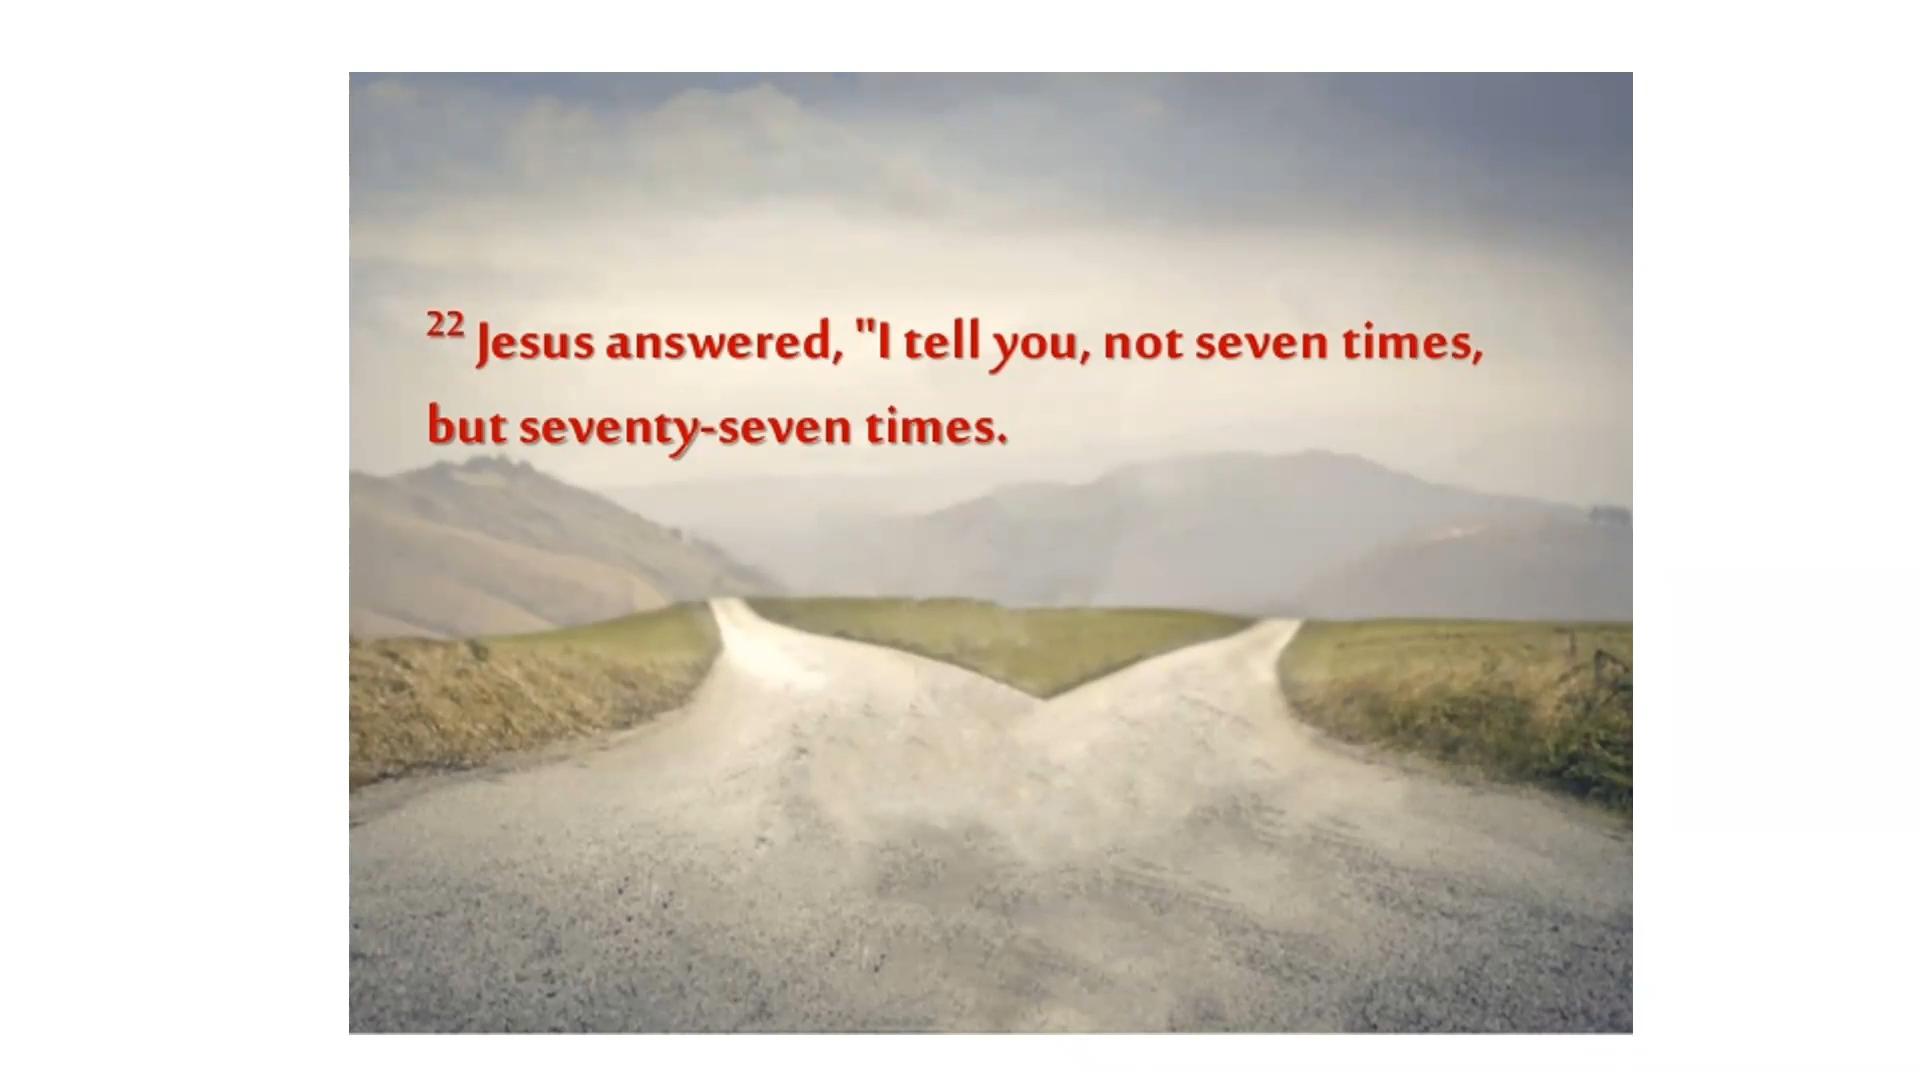 22 Jesus answered, "I tell you, not seven times,
but seventy-seven times.